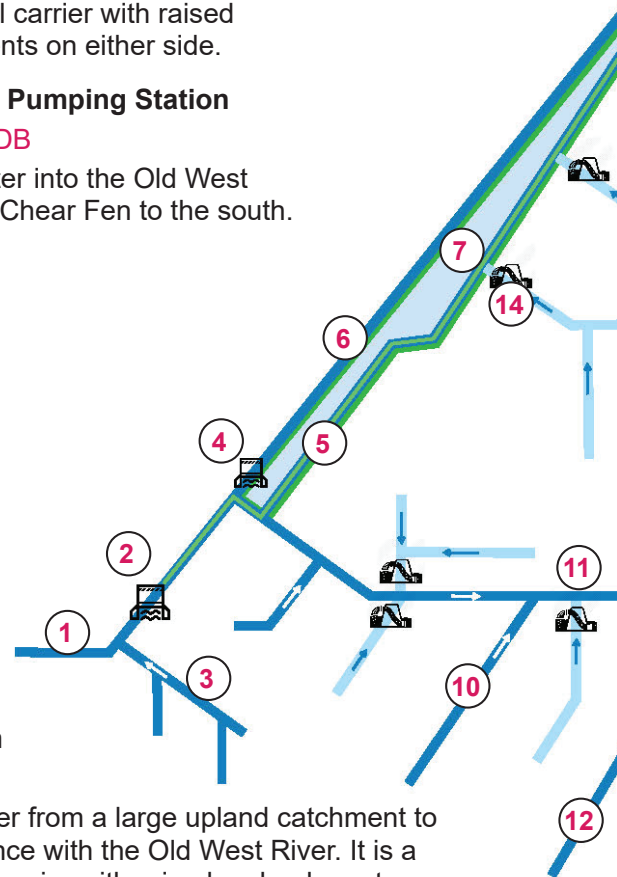 l carrier with raised
nts on either side.
Pumping Station
DB
ter into the Old West
Chear Fen to the south.
7
14
6
4
5
2
11
1
3
10
n
er from a large upland catchment to
nce with the Old West River. It is a
12